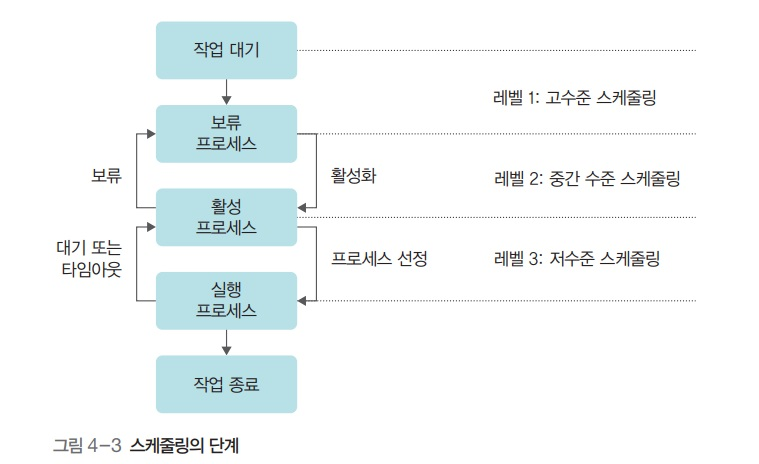 작업 대기
레벨 1: 고수준 스케줄링
보류
프로세스
보류
활성화
레벨 2: 중간 수준 스케줄링
활성
프로세스
대기 또는
타임아웃
프로세스 선정
레벨 3: 저수준 스케줄링
실행
프로세스
작업 종료
그림 4-3 스케줄링의 단계